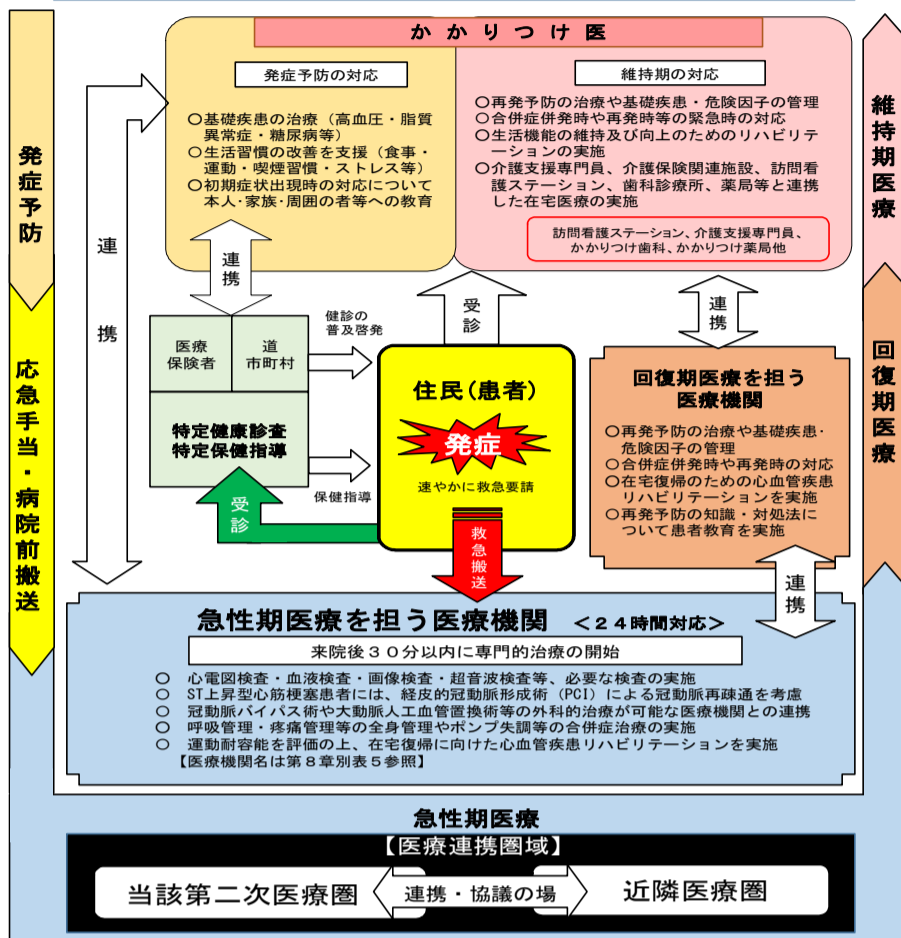 かかりつけ医
発症予防の対応
○基礎疾患の治療（高血圧・脂質
異常症・糖尿病等）
○生活習慣の改善を支援（食事・
運動・喫煙習慣・ストレス等）
○初期症状出現時の対応について
本人・家族・周囲の者等への教育
維持期の対応
○再発予防の治療や基礎疾患・危険因子の管理
○合併症併発時や再発時等の緊急時の対応
○生活機能の維持及び向上のためのリハビリテ
ーションの実施
○介護支援専門員、介護保険関連施設、訪問看
護ステーション、歯科診療所、薬局等と連携
した在宅医療の実施
訪問看護ステーション、介護支援専門員、
かかりつけ歯科、かかりつけ薬局他
発症予防
応急手当・病院前搬送
維持期医療
回復期医療
連携
連携
受診
連携
医療
保険者
道
市町村
健診の
普及啓発
特定健康診査
特定保健指導
保健指導
受診
住民（患者）
発症
速やかに救急要請
救急搬送
回復期医療を担う
医療機関
○再発予防の治療や基礎疾患・
危険因子の管理
○合併症併発時や再発時の対応
○在宅復帰のための心血管疾患
リハビリテーションを実施
○再発予防の知識・対処法に
ついて患者教育を実施
連携
急性期医療を担う医療機関 ＜２４時間対応＞
来院後３０分以内に専門的治療の開始
○ 心電図検査・血液検査・画像検査・超音波検査等、必要な検査の実施
○ ST上昇型心筋梗塞患者には、経皮的冠動脈形成術（PCI）による冠動脈再疎通を考慮
○ 冠動脈バイパス術や大動脈人工血管置換術等の外科的治療が可能な医療機関との連携
○ 呼吸管理・疼痛管理等の全身管理やポンプ失調等の合併症治療の実施
○ 運動耐容能を評価の上、在宅復帰に向けた心血管疾患リハビリテーションを実施
【医療機関名は第８章別表５参照】
急性期医療
【医療連携圏域】
当該第二次医療圏
連携・協議の場
近隣医療圏